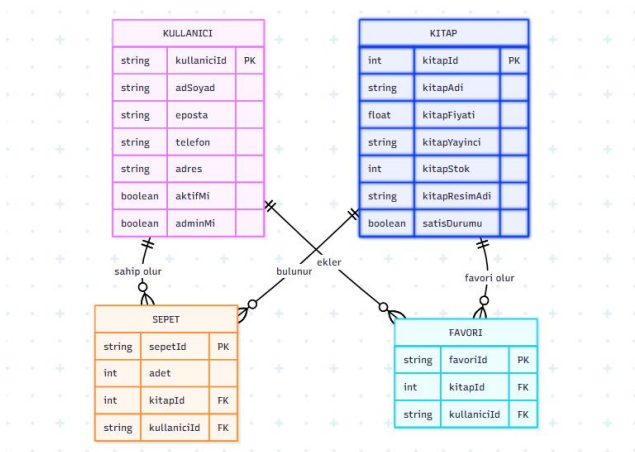 KULLANICI
string kullaniciId PK
string adSoyad
string eposta
string telefon
string adres
boolean aktifMi
boolean adminMi
KITAP
int kitapId PK
string kitapAdi
float kitapFiyati
string kitapYayinci
int kitapStok
string kitapResimAdi
boolean satisDurumu
sahip olur
bulunur
ekler
favori olur
SEPET
string sepetId PK
int adet
int kitapId FK
string kullaniciId FK
FAVORI
string favoriId PK
int kitapId FK
string kullaniciId FK